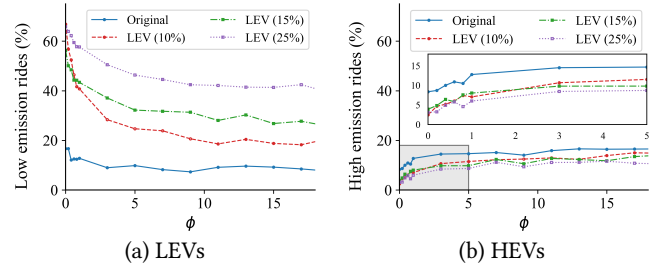 Low emission rides (%)
60
40
20
0
Original
LEV (10%)
LEV (15%)
LEV (25%)
0
5
10
15
ϕ
(a) LEVs
High emission rides (%)
60
40
20
0
Original
LEV (10%)
LEV (15%)
LEV (25%)
15
10
5
0
0
1
2
3
4
5
0
5
10
15
ϕ
(b) HEVs